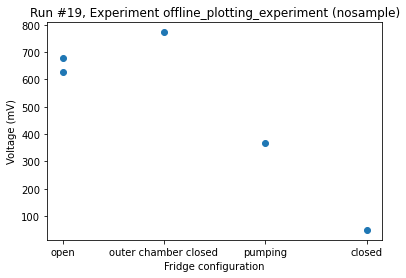 Run #19, Experiment offline_plotting_experiment (nosample)
800
700
600
500
400
300
200
100
Voltage (mV)
open outer chamber closed pumping closed
Fridge configuration